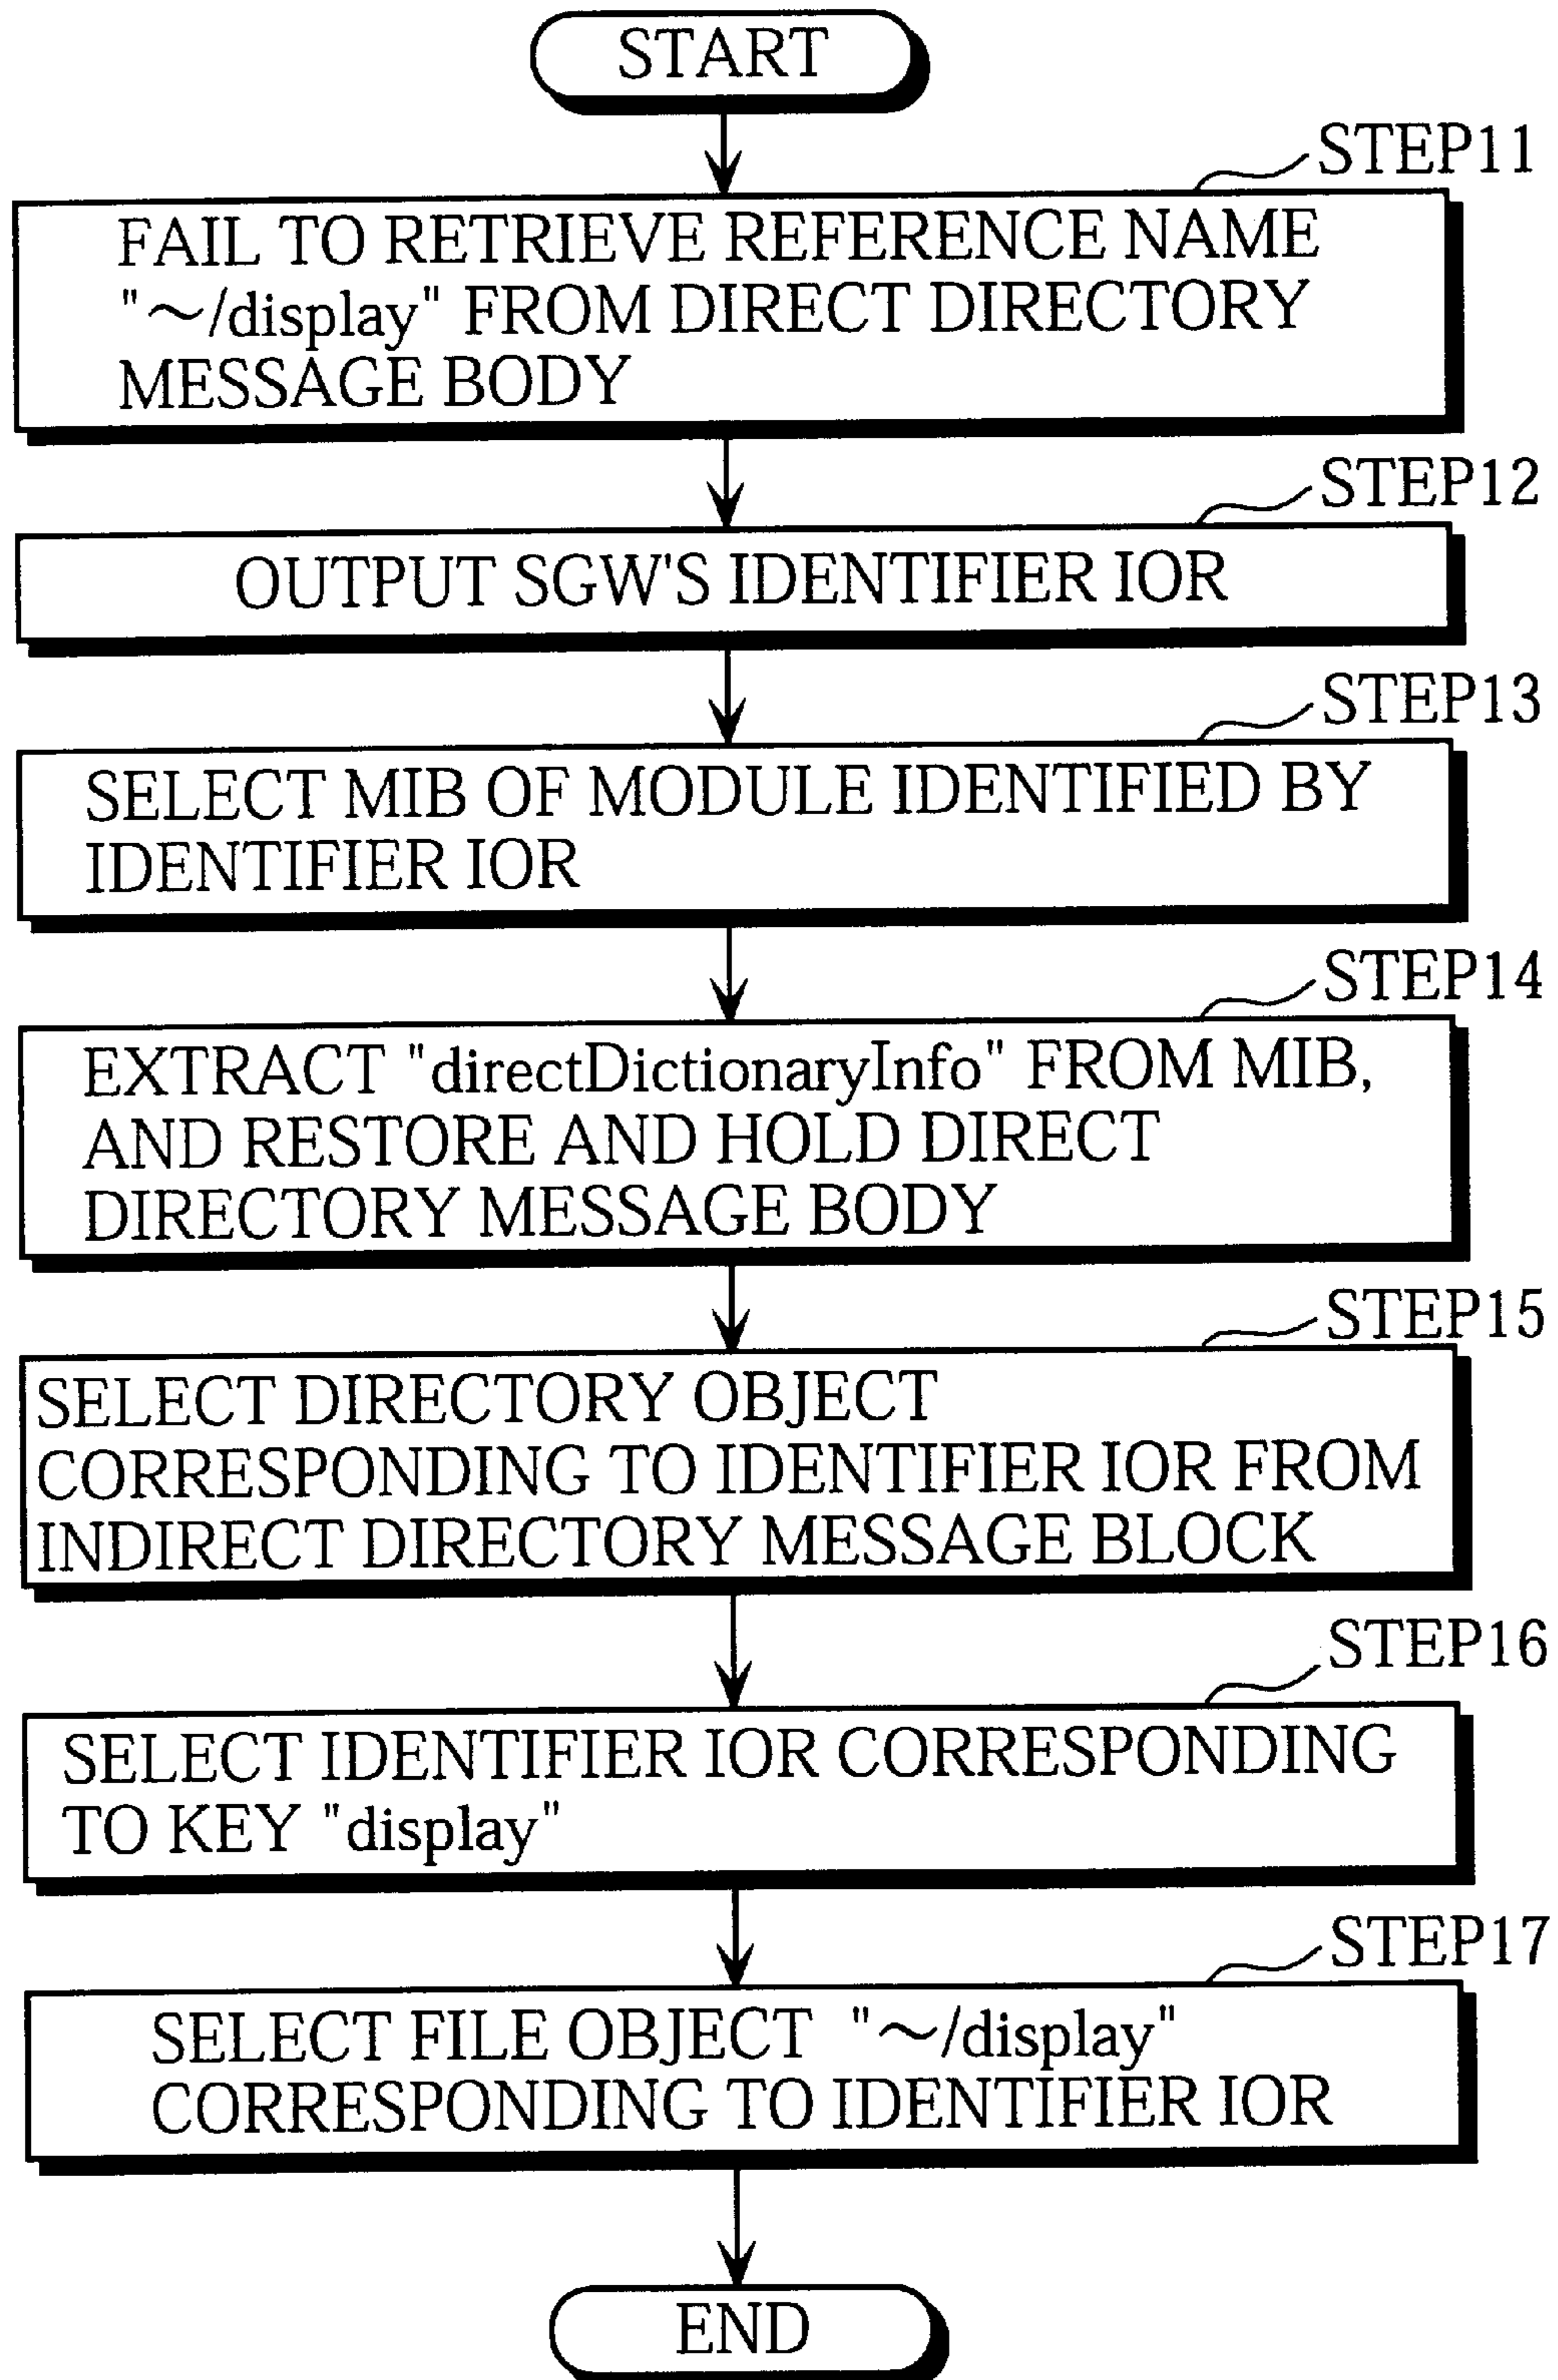 START
STEP11
FAIL TO RETRIEVE REFERENCE NAME
"～/display" FROM DIRECT DIRECTORY
MESSAGE BODY
STEP12
OUTPUT SGW'S IDENTIFIER IOR
STEP13
SELECT MIB OF MODULE IDENTIFIED BY
IDENTIFIER IOR
STEP14
EXTRACT "directDictionaryInfo" FROM MIB,
AND RESTORE AND HOLD DIRECT
DIRECTORY MESSAGE BODY
STEP15
SELECT DIRECTORY OBJECT
CORRESPONDING TO IDENTIFIER IOR FROM
INDIRECT DIRECTORY MESSAGE BLOCK
STEP16
SELECT IDENTIFIER IOR CORRESPONDING
TO KEY "display"
STEP17
SELECT FILE OBJECT "～/display"
CORRESPONDING TO IDENTIFIER IOR
END